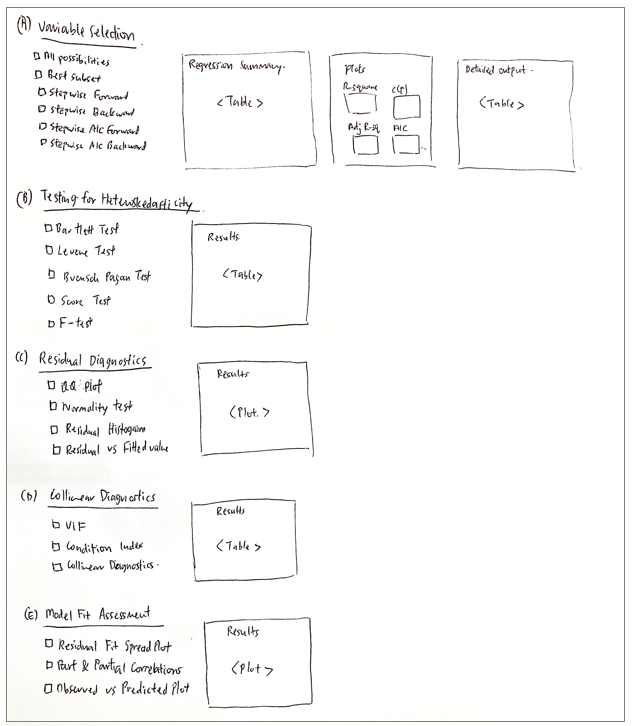 (A) Variable Selection
All possibilities
Best subset
Stepwise Forward
Stepwise Backward
Stepwise AIC Forward
Stepwise AIC Backward
Regression Summary.
<Table>
Plots
R-square C(p)
Adj R-sq AIC
Detailed output.
<Table>
(B) Testing for Heteroskedasticity.
Bartlett Test
Levene Test
Breusch Pagan Test
Score Test
F-test
Results
<Table>
(C) Residual Diagnostics
QQ Plot
Normality test
Residual Histogram
Residual vs Fitted value
Results
<Plot.>
(D) Collinear Diagnostics
VIF
Condition Index
Collinear Diagnostics.
Results
<Table>
(E) Model Fit Assessment
Residual Fit Spread Plot
Part & Partial Correlations
Observed vs Predicted Plot
Results
<Plot>